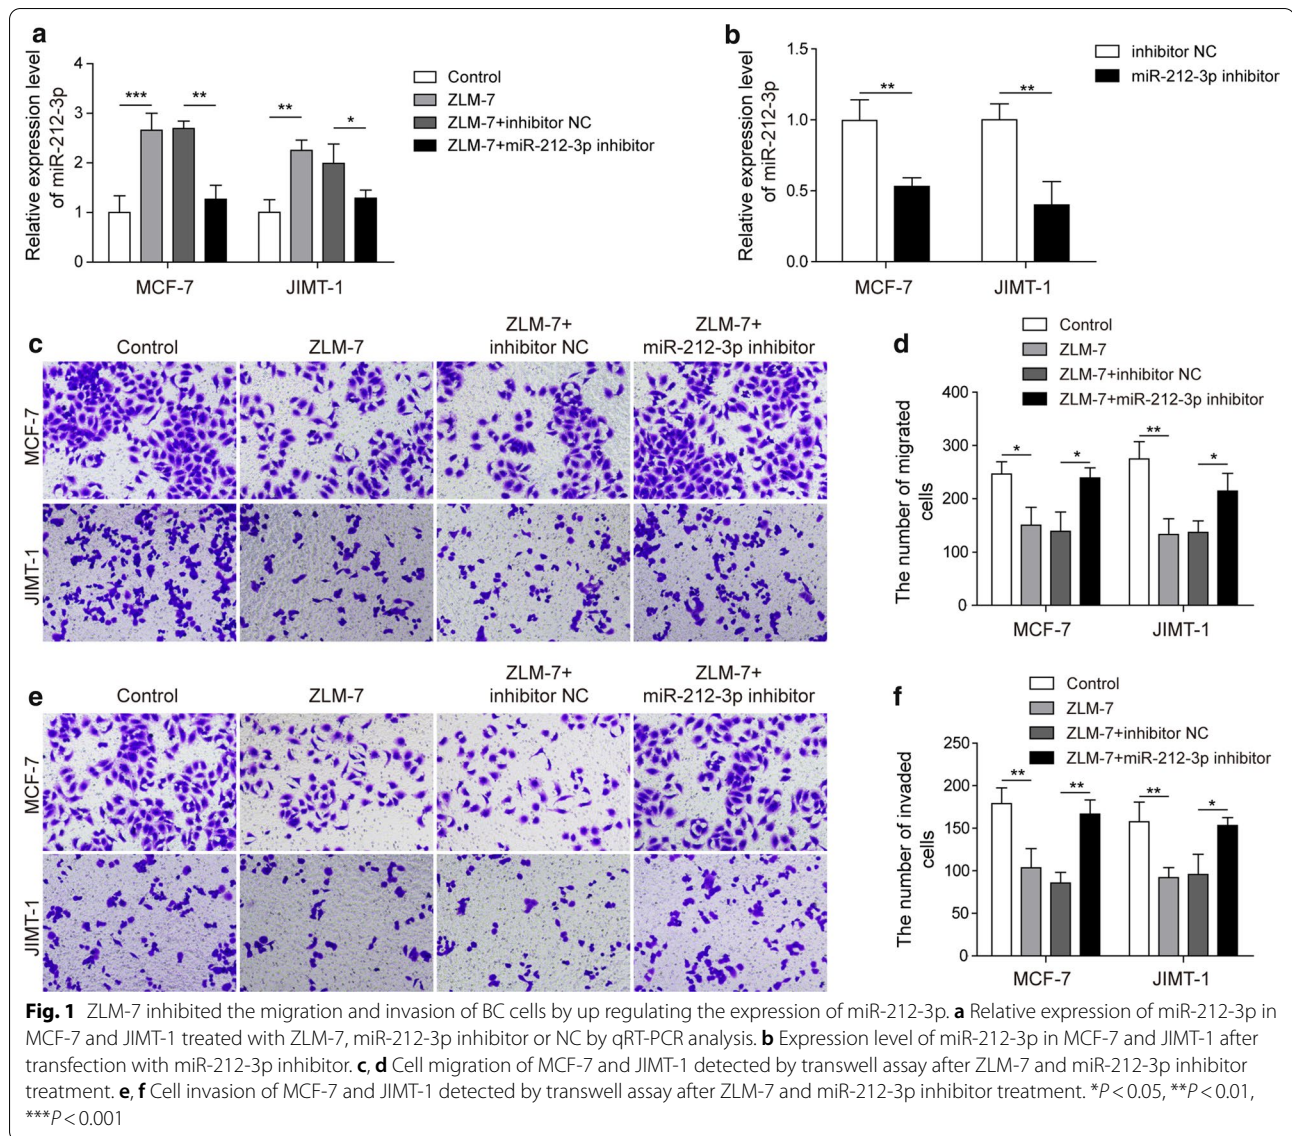 a
Relative expression level
of miR-212-3p
4
3
2
1
0
***
**
**
*
MCF-7
JIMT-1
Control
ZLM-7
ZLM-7+inhibitor NC
ZLM-7+miR-212-3p inhibitor
b
Relative expression level
of miR-212-3p
1.5
1.0
0.5
0.0
**
**
MCF-7
JIMT-1
inhibitor NC
miR-212-3p inhibitor
c
Control
ZLM-7
ZLM-7+
inhibitor NC
ZLM-7+
miR-212-3p inhibitor
MCF-7
JIMT-1
d
Control
ZLM-7
ZLM-7+inhibitor NC
ZLM-7+miR-212-3p inhibitor
The number of migrated
cells
400
300
200
100
0
*
*
**
*
MCF-7
JIMT-1
e
Control
ZLM-7
ZLM-7+
inhibitor NC
ZLM-7+
miR-212-3p inhibitor
MCF-7
JIMT-1
f
Control
ZLM-7
ZLM-7+inhibitor NC
ZLM-7+miR-212-3p inhibitor
The number of invaded
cells
250
200
150
100
50
0
**
**
**
*
MCF-7
JIMT-1
Fig. 1 ZLM-7 inhibited the migration and invasion of BC cells by up regulating the expression of miR-212-3p. a Relative expression of miR-212-3p in
MCF-7 and JIMT-1 treated with ZLM-7, miR-212-3p inhibitor or NC by qRT-PCR analysis. b Expression level of miR-212-3p in MCF-7 and JIMT-1 after
transfection with miR-212-3p inhibitor. c, d Cell migration of MCF-7 and JIMT-1 detected by transwell assay after ZLM-7 and miR-212-3p inhibitor
treatment. e, f Cell invasion of MCF-7 and JIMT-1 detected by transwell assay after ZLM-7 and miR-212-3p inhibitor treatment. *P < 0.05, **P < 0.01,
***P < 0.001